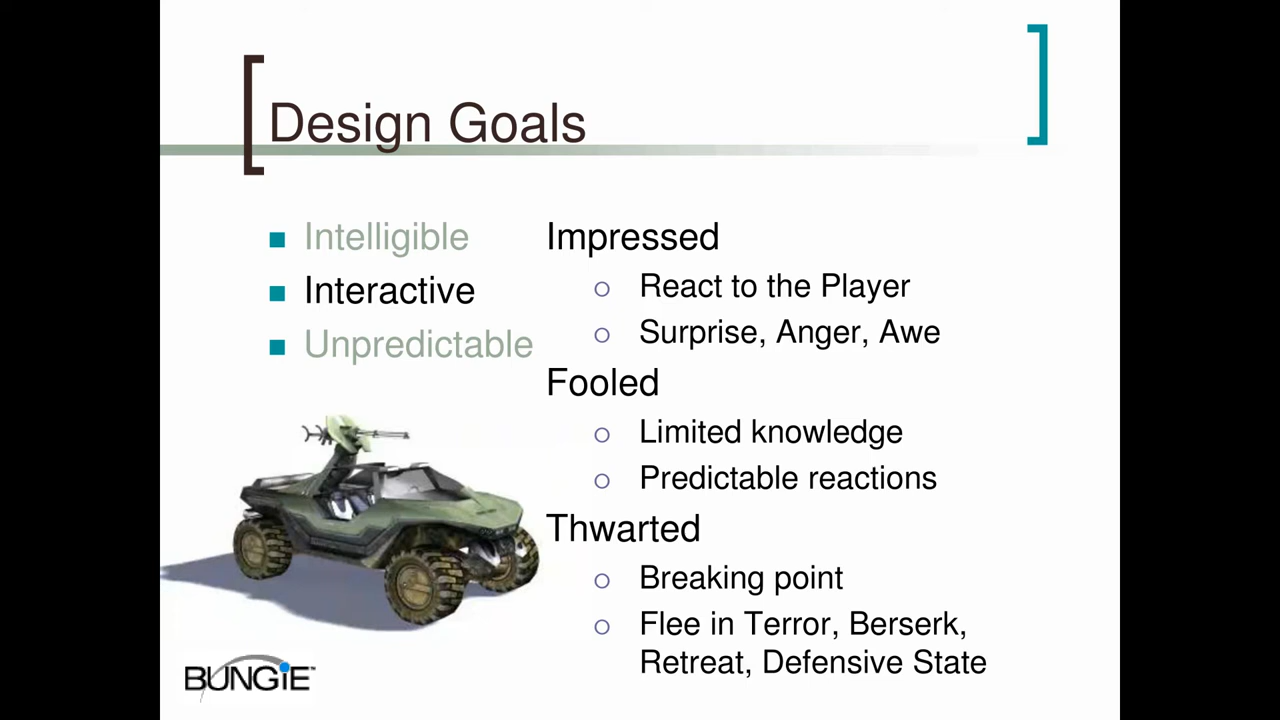 Design Goals
Intelligible
Interactive
Unpredictable
Impressed
React to the Player
Surprise, Anger, Awe
Fooled
Limited knowledge
Predictable reactions
Thwarted
Breaking point
Flee in Terror, Berserk,
Retreat, Defensive State
BUNGiE™